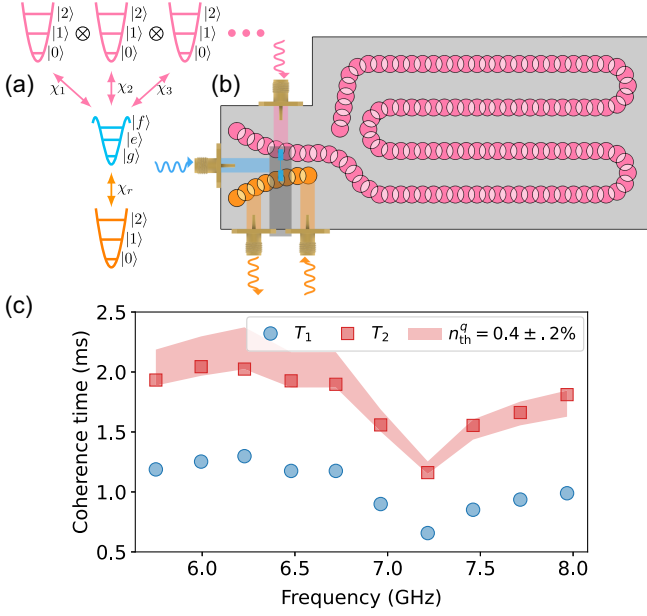 |2⟩ |2⟩ |2⟩
|1⟩ ⊗ |1⟩ ⊗ |1⟩
|0⟩ |0⟩ |0⟩
(a) χ₁ χ₂ χ₃ (b)
|f⟩
|e⟩
|g⟩
χᵣ
|2⟩
|1⟩
|0⟩
(c)
2.5
2.0
1.5
1.0
0.5
Coherence time (ms)
T₁ T₂ n_th^q = 0.4 ± .2%
6.0 6.5 7.0 7.5 8.0
Frequency (GHz)